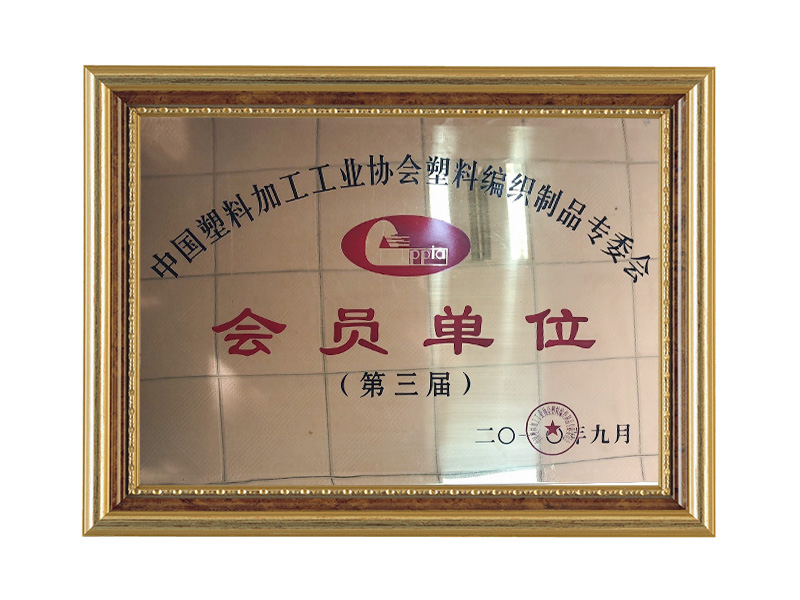 中国塑料加工工业协会塑料编织制品专委会
ppta
会员单位
（第三届）
二〇一〇年九月